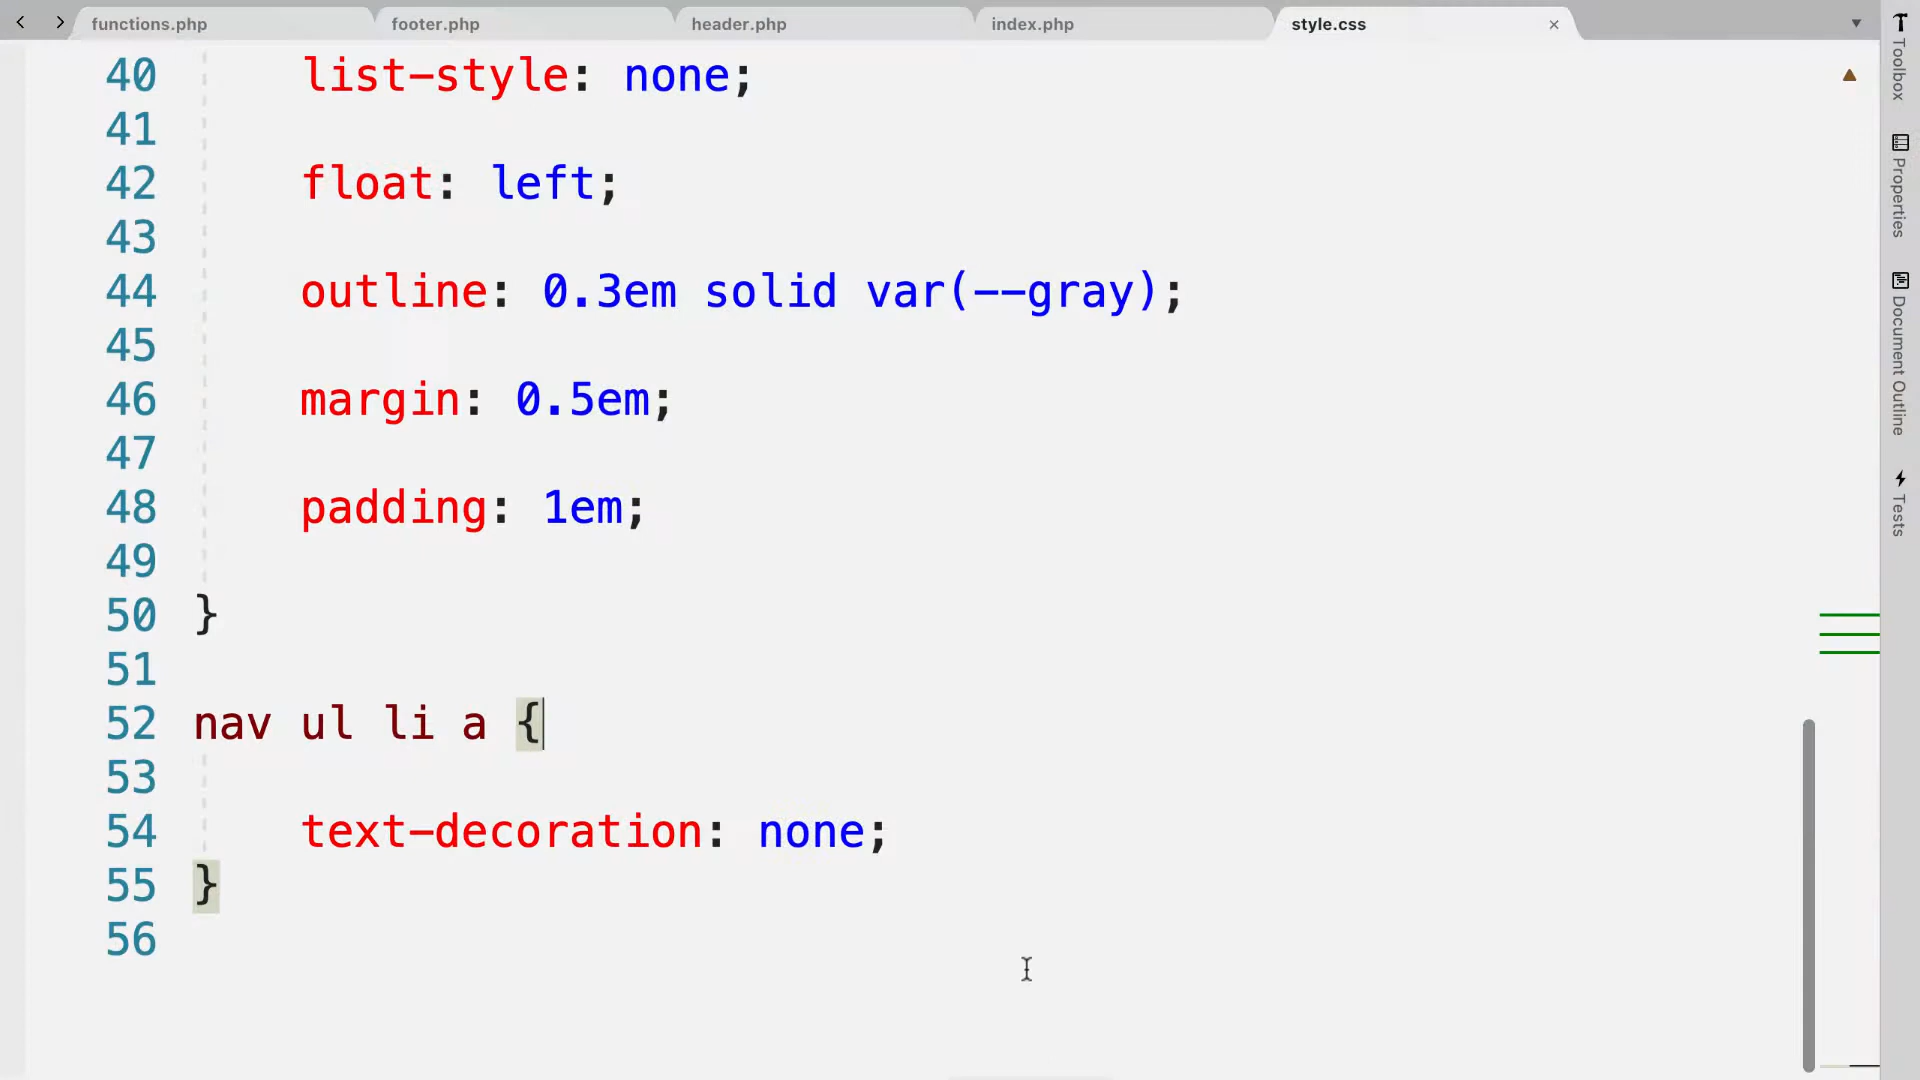 functions.php footer.php header.php index.php style.css
40 list-style: none;
41
42 float: left;
43
44 outline: 0.3em solid var(--gray);
45
46 margin: 0.5em;
47
48 padding: 1em;
49
50 }
51
52 nav ul li a {
53
54 text-decoration: none;
55 }
56
Toolbox
Properties
Document Outline
Tests